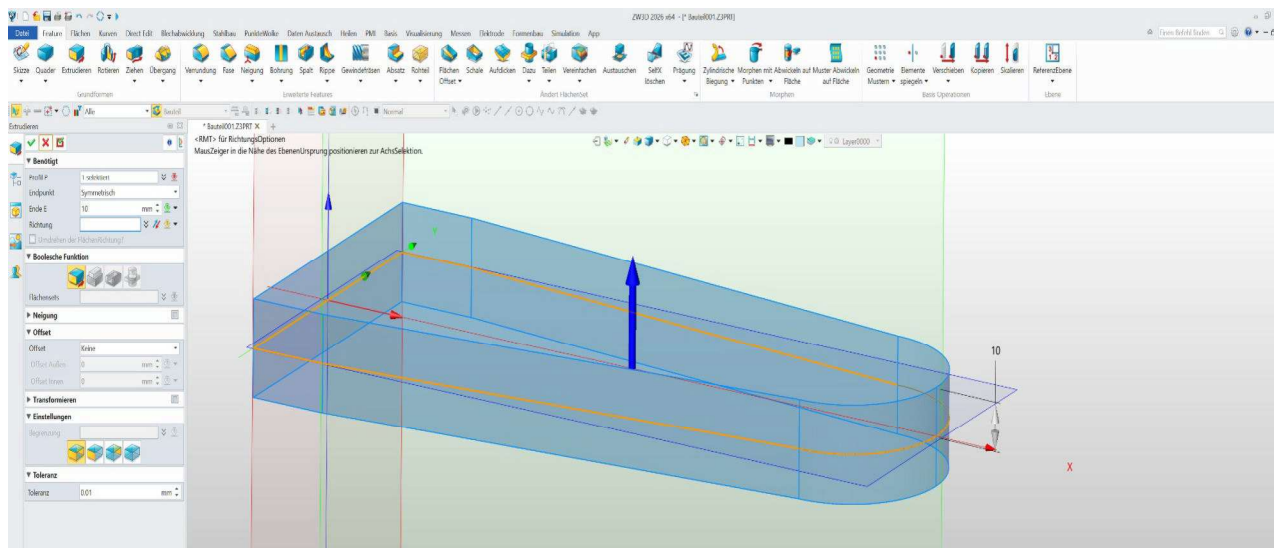 ZW3D 2026 x64 - [* Bauteil001.Z3PRT]
Datei Feature Flächen Kurven Direct Edit Blechabwicklung Stahlbau PunkteWolke Daten Austausch Heilen PMI Basis Visualisierung Messen Elektrode Formenbau Simulation App
Skizze Quader Extrudieren Rotieren Ziehen Übergang Verrundung Fase Neigung Bohrung Spalt Rippe Gewindefräsen Absatz Rohteil Flächen Offset Schale Aufdicken Dazu Teilen Vereinfachen Austauschen SelfX löschen Prägung Zylindrische Biegung Morphen mit Punkten Abwickeln auf Fläche Muster Abwickeln auf Fläche Geometrie Mustern Elemente spiegeln Verschieben Kopieren Skalieren ReferenzEbene
Grundformen Erweiterte Features Ändert FlächenSet Morphen Basis Operationen Ebene
Alle Bauteil Normal
Extrudieren
* Bauteil001.Z3PRT X +
<RMT> für RichtungsOptionen
MausZeiger in die Nähe des EbenenUrsprung positionieren zur AchsSelektion.
Layer0000
Benötigt
Profil P 1 selektiert
Endpunkt Symmetrisch
Ende E 10 mm
Richtung
Umdrehen der FlächenRichtung?
Boolesche Funktion
Flächensets
Neigung
Offset
Offset Keine
Offset Außen 0 mm
Offset Innen 0 mm
Transformieren
Einstellungen
Begrenzung
Toleranz
Toleranz 0.01 mm
Y
10
X